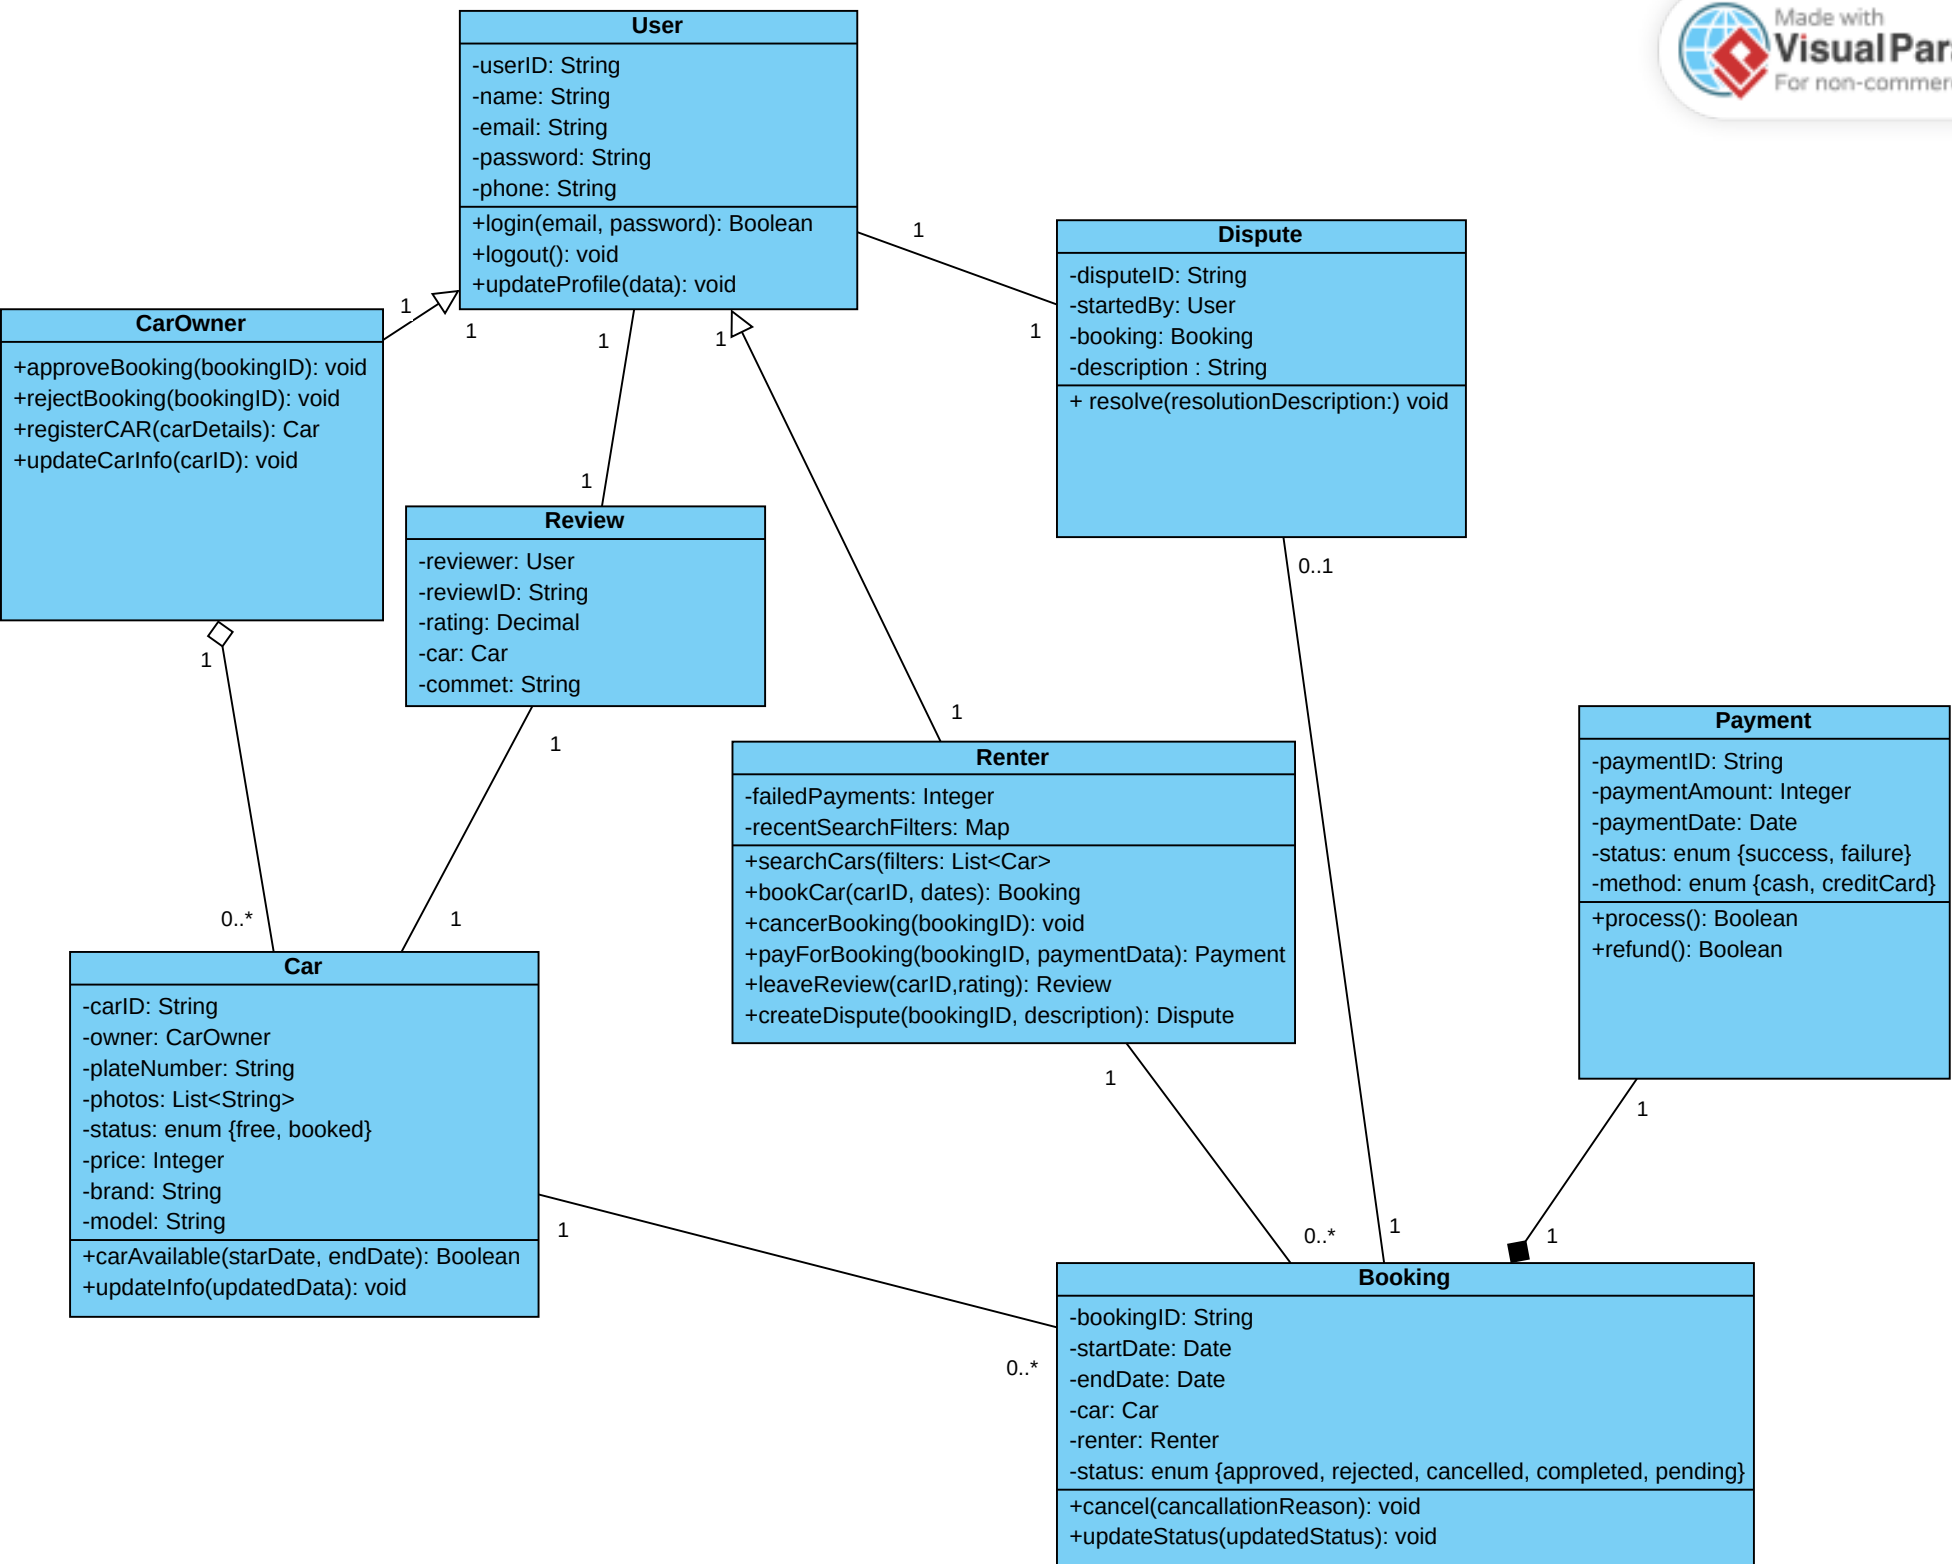 Made with
VisualPar
For non-commer
User
-userID: String
-name: String
-email: String
-password: String
-phone: String
+login(email, password): Boolean
+logout(): void
+updateProfile(data): void
1
1
1
1
1
1
Dispute
-disputeID: String
-startedBy: User
-booking: Booking
-description : String
+ resolve(resolutionDescription:) void
0..1
CarOwner
+approveBooking(bookingID): void
+rejectBooking(bookingID): void
+registerCAR(carDetails): Car
+updateCarInfo(carID): void
1
1
Review
-reviewer: User
-reviewID: String
-rating: Decimal
-car: Car
-commet: String
1
1
Renter
-failedPayments: Integer
-recentSearchFilters: Map
+searchCars(filters: List<Car>
+bookCar(carID, dates): Booking
+cancerBooking(bookingID): void
+payForBooking(bookingID, paymentData): Payment
+leaveReview(carID,rating): Review
+createDispute(bookingID, description): Dispute
1
Payment
-paymentID: String
-paymentAmount: Integer
-paymentDate: Date
-status: enum {success, failure}
-method: enum {cash, creditCard}
+process(): Boolean
+refund(): Boolean
1
0..*
1
Car
-carID: String
-owner: CarOwner
-plateNumber: String
-photos: List<String>
-status: enum {free, booked}
-price: Integer
-brand: String
-model: String
+carAvailable(starDate, endDate): Boolean
+updateInfo(updatedData): void
1
0..*
0..*
1
1
Booking
-bookingID: String
-startDate: Date
-endDate: Date
-car: Car
-renter: Renter
-status: enum {approved, rejected, cancelled, completed, pending}
+cancel(cancallationReason): void
+updateStatus(updatedStatus): void